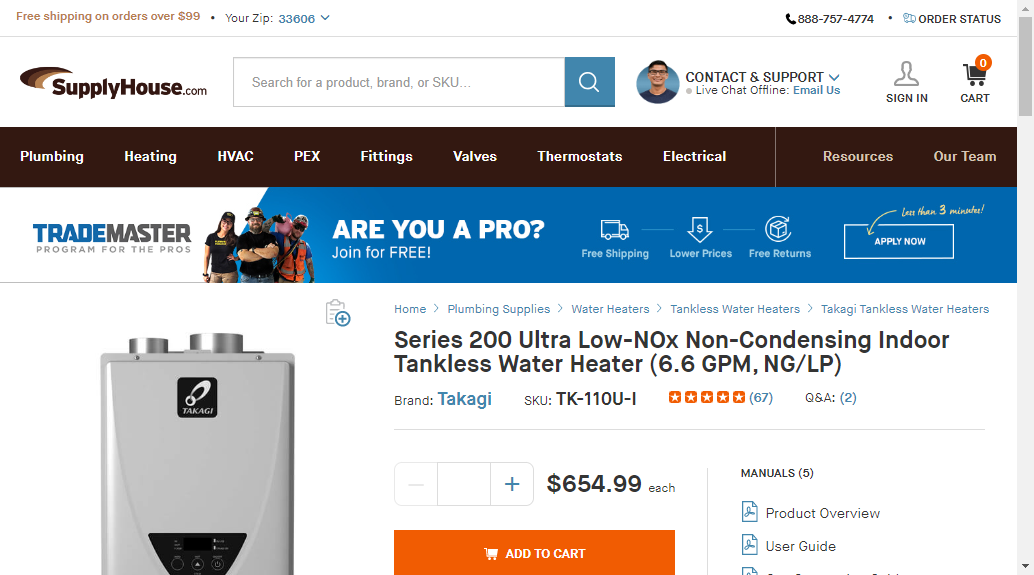 Free shipping on orders over $99 • Your Zip: 33606
888-757-4774 • ORDER STATUS
SupplyHouse.com
Search for a product, brand, or SKU...
CONTACT & SUPPORT
Live Chat Offline: Email Us
SIGN IN
0
CART
Plumbing Heating HVAC PEX Fittings Valves Thermostats Electrical Resources Our Team
TRADEMASTER
PROGRAM FOR THE PROS
ARE YOU A PRO?
Join for FREE!
$
Free Shipping Lower Prices Free Returns
Less than 3 minutes!
APPLY NOW
Home > Plumbing Supplies > Water Heaters > Tankless Water Heaters > Takagi Tankless Water Heaters
Series 200 Ultra Low-NOx Non-Condensing Indoor
Tankless Water Heater (6.6 GPM, NG/LP)
Brand: Takagi SKU: TK-110U-I (67) Q&A: (2)
TAKAGI
— + $654.99 each
ADD TO CART
MANUALS (5)
Product Overview
User Guide